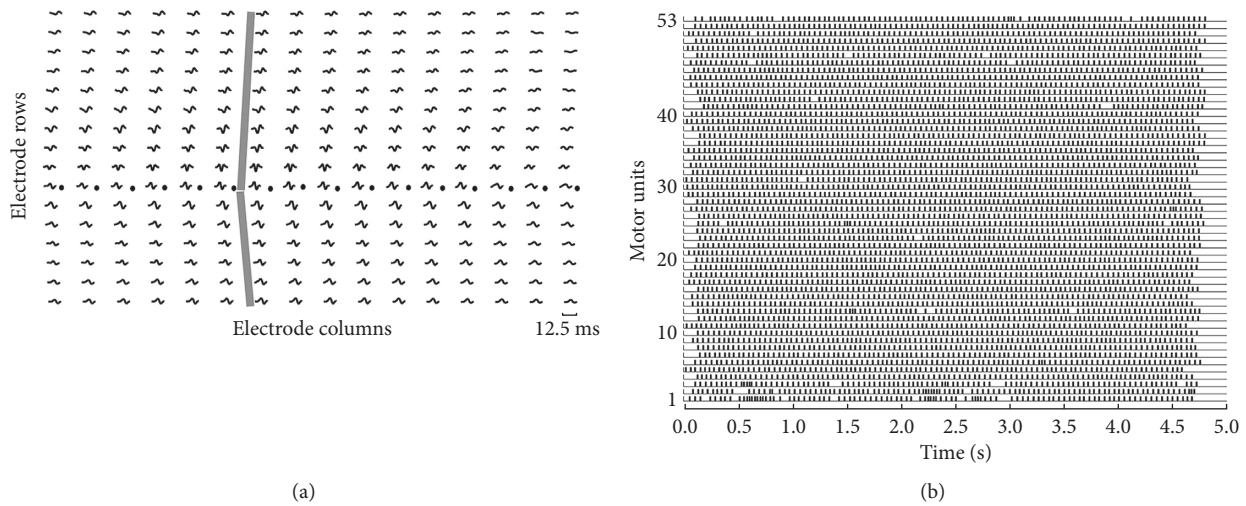 Electrode rows
Electrode columns
12.5 ms
(a)
Motor units
53
40
30
20
10
1
0.0 0.5 1.0 1.5 2.0 2.5 3.0 3.5 4.0 4.5 5.0
Time (s)
(b)